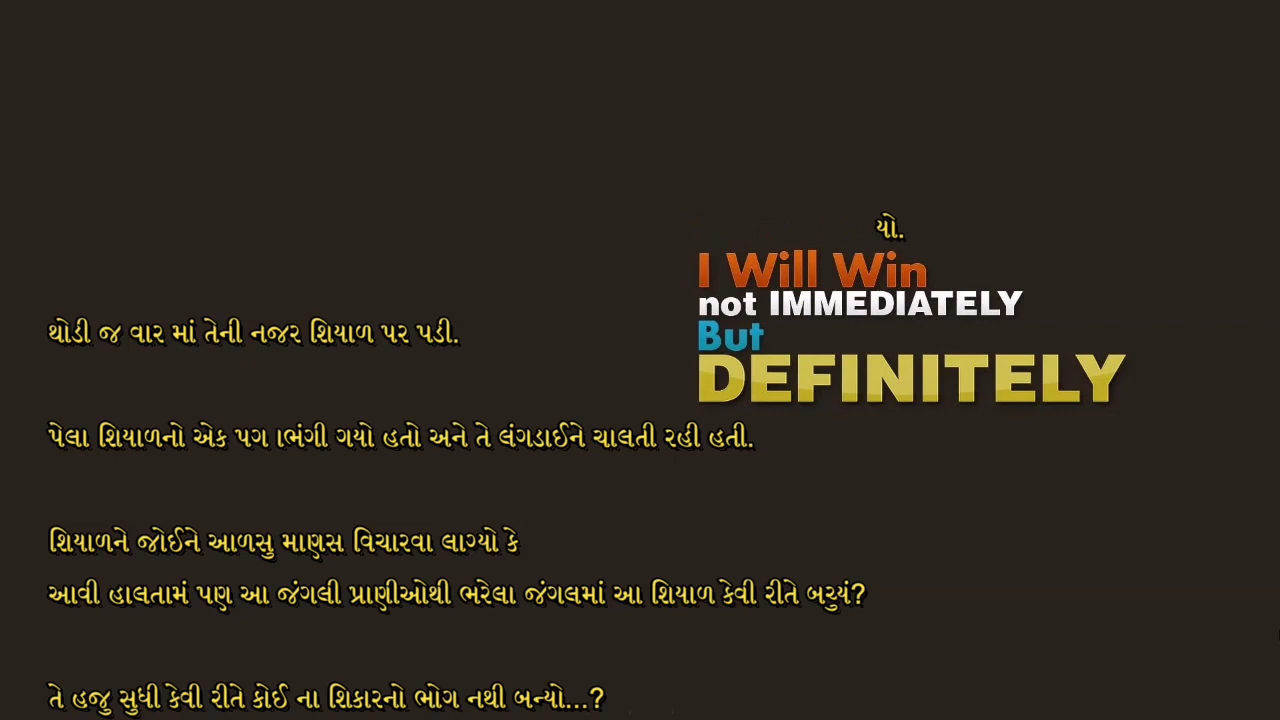 યો.
I Will Win
not IMMEDIATELY
But
DEFINITELY
થોડી જ વાર માં તેની નજર શિયાળ પર પડી.
પેલા શિયાળનો એક પગ ાભંગી ગયો હતો અને તે લંગડાઈને ચાલતી રહી હતી.
શિયાળને જોઈને આળસુ માણસ વિચારવા લાગ્યો કે
આવી હાલતામં પણ આ જંગલી પ્રાણીઓથી ભરેલા જંગલમાં આ શિયાળ કેવી રીતે બચુયં?
તે હજુ સુધી કેવી રીતે કોઈ ના શિકારનો ભોગ નથી બન્યો...?